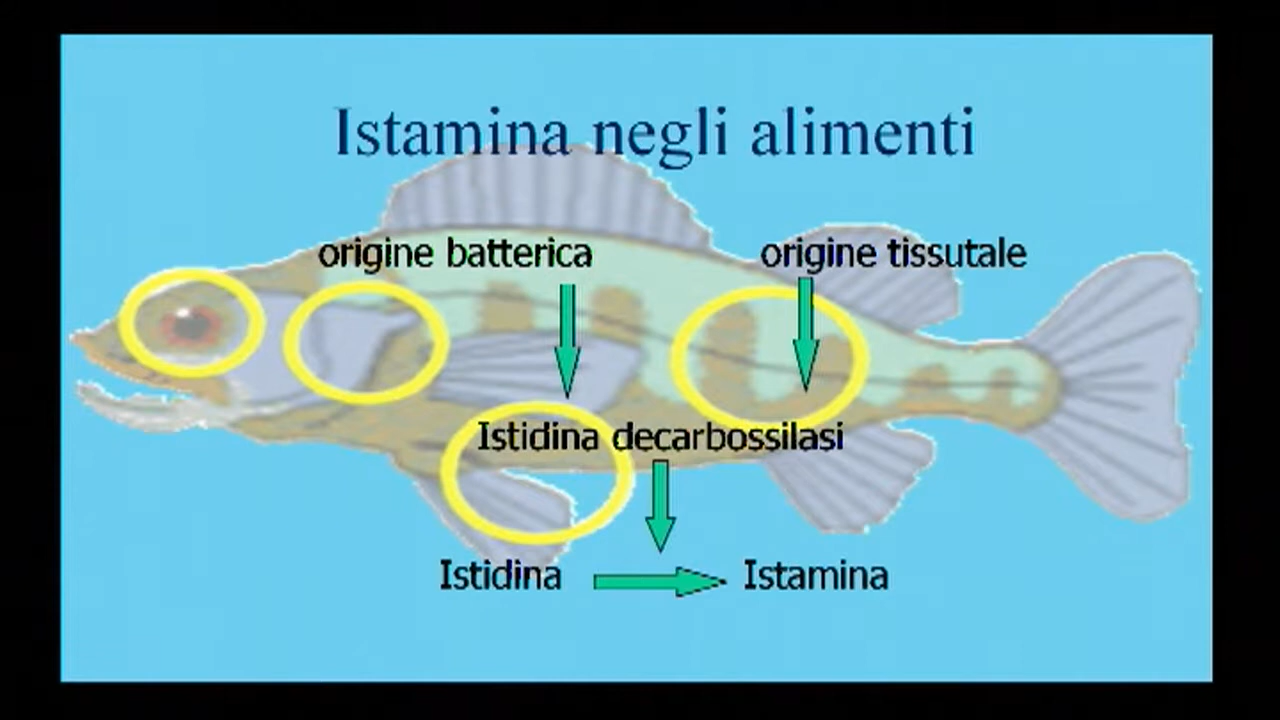 Istamina negli alimenti
origine batterica
origine tissutale
Istidina decarbossilasi
Istidina
Istamina